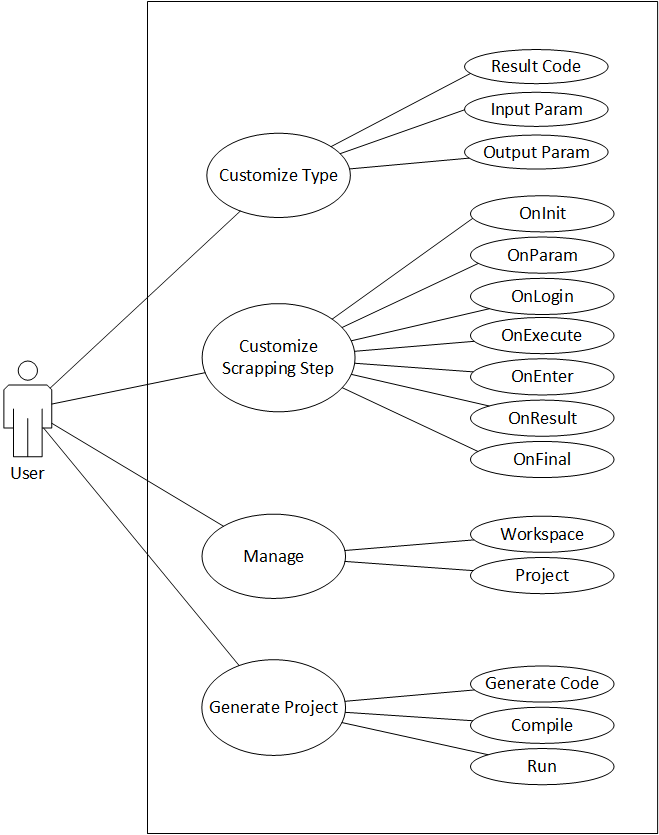 Result Code
Input Param
Output Param
Customize Type
OnInit
OnParam
OnLogin
OnExecute
OnEnter
OnResult
OnFinal
Customize
Scrapping Step
User
Workspace
Project
Manage
Generate Code
Compile
Run
Generate Project